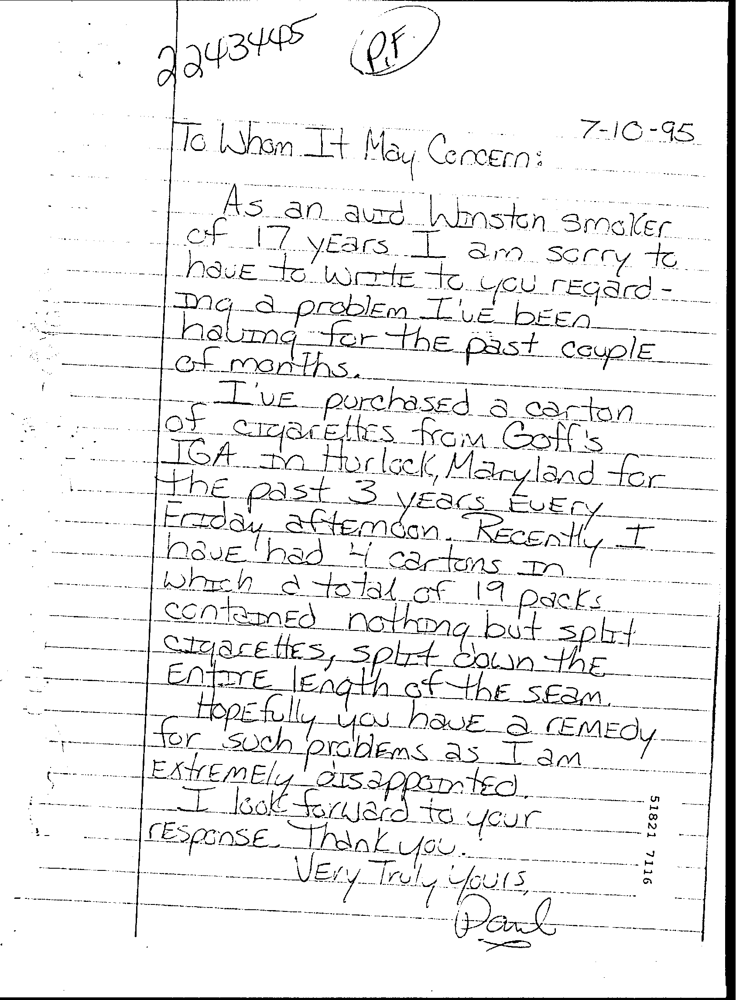 2243445 P.F
7-10-95
To Whom It May Concern:
As an avid Winston smoker
of 17 years I am sorry to
have to write to you regard-
ing a problem I've been
having for the past couple
of months.
I've purchased a carton
of cigarettes from Goff's
IGA in Hurlock, Maryland for
the past 3 years every
Friday afternoon. Recently I
have had 4 cartons in
which a total of 19 packs
contained nothing but split
cigarettes, split down the
entire length of the seam.
Hopefully you have a remedy
for such problems as I am
extremely disappointed.
I look forward to your
response. Thank you.
Very Truly Yours,
Paul
51821 7116